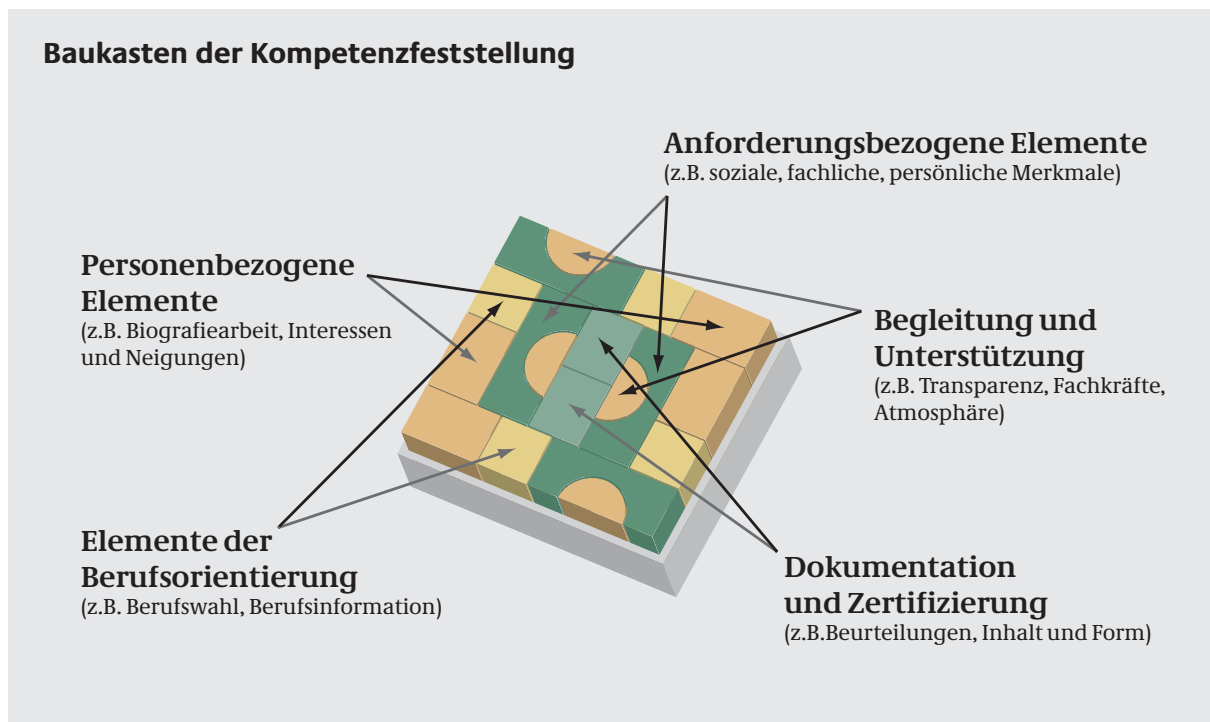 Baukasten der Kompetenzfeststellung
Anforderungsbezogene Elemente
(z.B. soziale, fachliche, persönliche Merkmale)
Personenbezogene
Elemente
(z.B. Biografiearbeit, Interessen
und Neigungen)
Begleitung und
Unterstützung
(z.B. Transparenz, Fachkräfte,
Atmosphäre)
Elemente der
Berufsorientierung
(z.B. Berufswahl, Berufsinformation)
Dokumentation
und Zertifizierung
(z.B.Beurteilungen, Inhalt und Form)